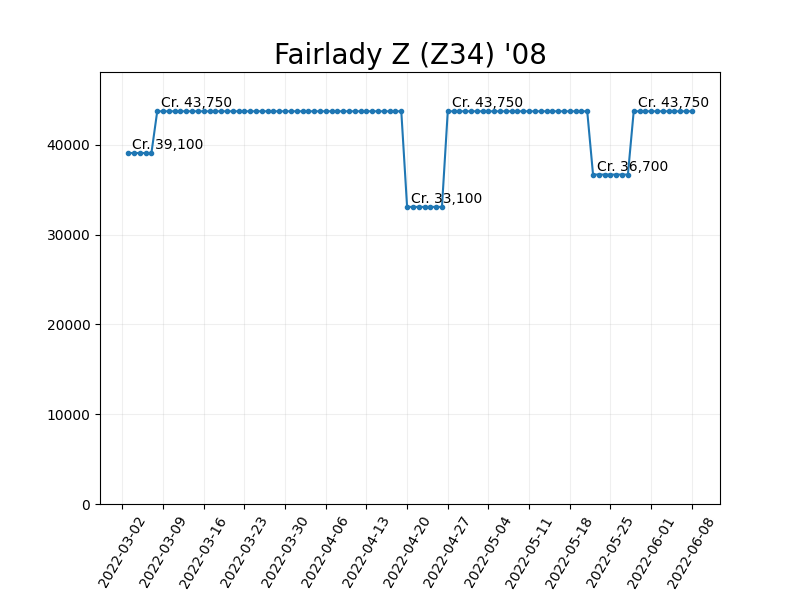 Fairlady Z (Z34) '08
Cr. 43,750
Cr. 43,750
Cr. 43,750
Cr. 39,100
Cr. 36,700
Cr. 33,100
40000
30000
20000
10000
0
2022-03-02
2022-03-09
2022-03-16
2022-03-23
2022-03-30
2022-04-06
2022-04-13
2022-04-20
2022-04-27
2022-05-04
2022-05-11
2022-05-18
2022-05-25
2022-06-01
2022-06-08